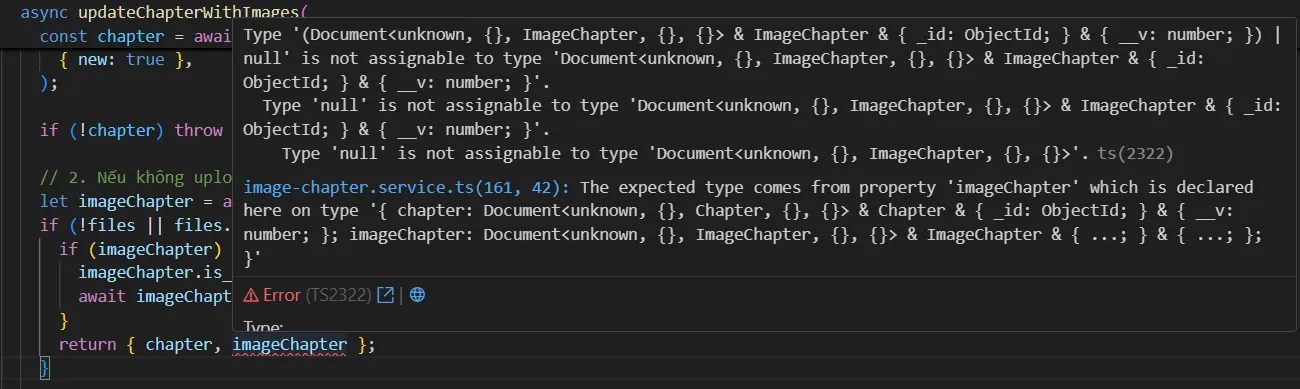 async updateChapterWithImages(
const chapter = awai
{ new: true },
);
if (!chapter) throw
// 2. Nếu không uplo
let imageChapter = a
if (!files || files.
if (imageChapter)
imageChapter.is_
await imageChapt
}
return { chapter, imageChapter };
}
Type '(Document<unknown, {}, ImageChapter, {}, {}> & ImageChapter & { _id: ObjectId; } & { __v: number; }) |
null' is not assignable to type 'Document<unknown, {}, ImageChapter, {}, {}> & ImageChapter & { _id:
ObjectId; } & { __v: number; }'.
Type 'null' is not assignable to type 'Document<unknown, {}, ImageChapter, {}, {}> & ImageChapter & { _id:
ObjectId; } & { __v: number; }'.
Type 'null' is not assignable to type 'Document<unknown, {}, ImageChapter, {}, {}>'. ts(2322)
image-chapter.service.ts(161, 42): The expected type comes from property 'imageChapter' which is declared
here on type '{ chapter: Document<unknown, {}, Chapter, {}, {}> & Chapter & { _id: ObjectId; } & { __v:
number; }; imageChapter: Document<unknown, {}, ImageChapter, {}, {}> & ImageChapter & { ...; } & { ...; };
}'
Error (TS2322) |
Type: